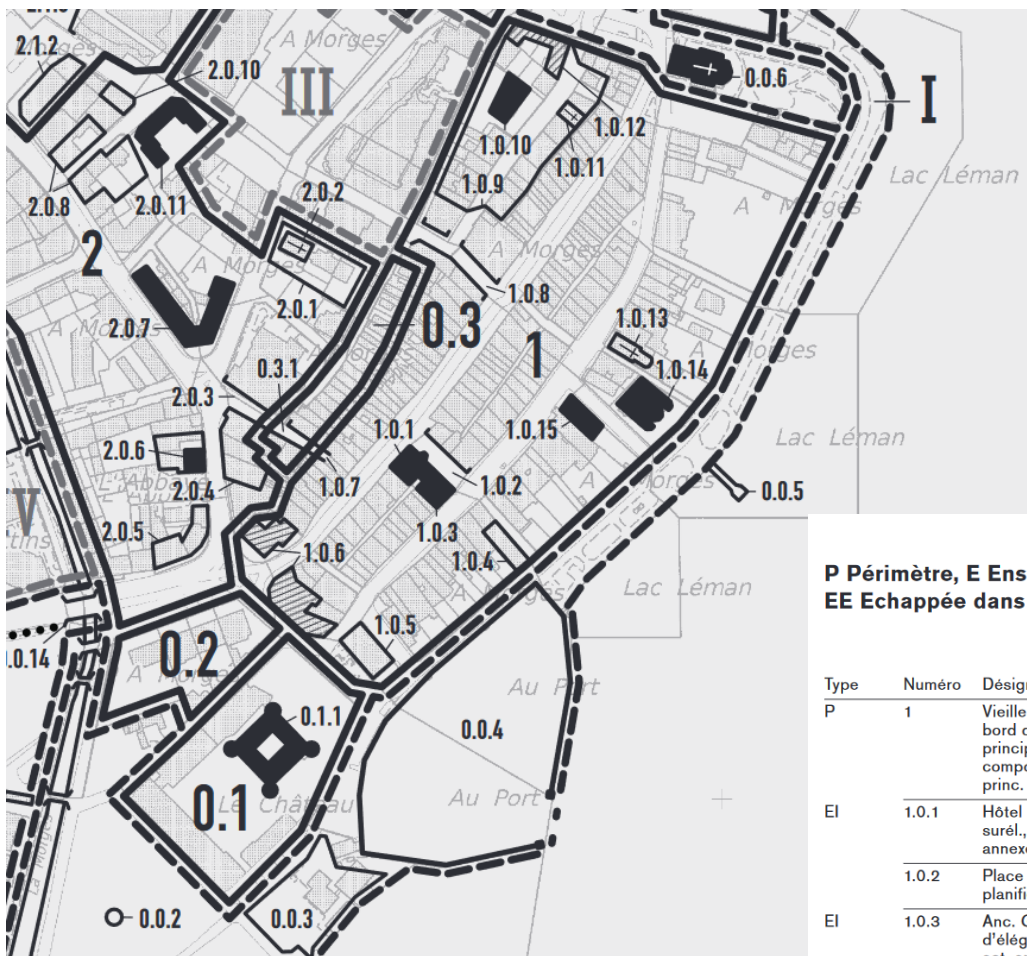 2.1.2
A Morges
2.0.10
III
0.0.6
I
1.0.12
1.0.10
1.0.11
Lac Léman
1.0.9
2.0.8
2.0.11
2.0.2
A Morges
2
A Morges
A Morges
2.0.1
1.0.8
0.3
1
1.0.13
A Morges
2.0.7
A Morges
0.3.1
1.0.14
2.0.3
1.0.1
1.0.15
Lac Léman
2.0.6
1.0.2
A Morges
2.0.4
1.0.7
0.0.5
1.0.3
2.0.5
1.0.6
1.0.4
A Morges
Lac Léman
1.0.5
0.2
A Morges
Au Port
0.1.1
0.0.4
0.1
Le Château
Au Port
La Morges
0.0.2
0.0.3
P Périmètre, E Ens
EE Echappée dans
Type Numéro Désign
P 1 Vieille
bord d
princip
compo
princ.
EI 1.0.1 Hôtel
surél.,
annexe
1.0.2 Place
planifi
EI 1.0.3 Anc. C
d'élég